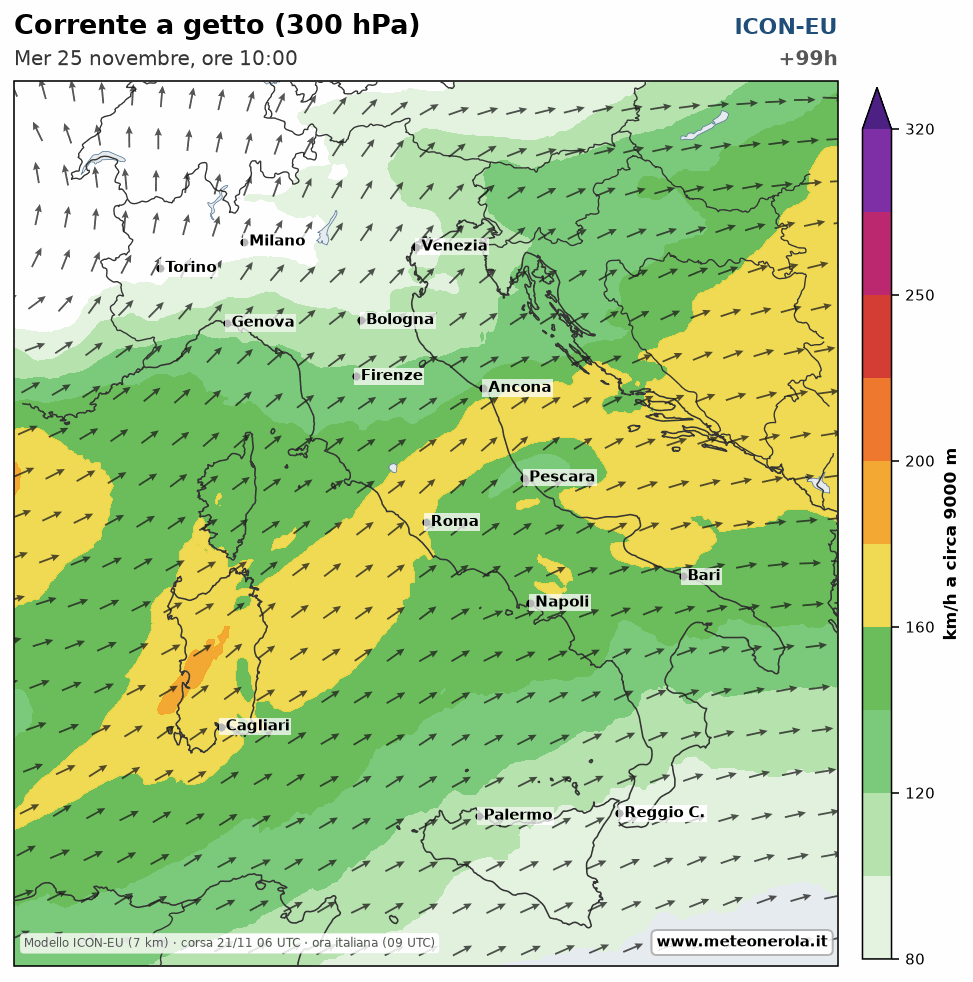 Corrente a getto (300 hPa)
ICON-EU
Mer 25 novembre, ore 10:00
+99h
320
Milano
Venezia
Torino
250
Genova
Bologna
Firenze
Ancona
200
Pescara
Roma
km/h a circa 9000 m
Bari
Napoli
160
Cagliari
Palermo
Reggio C.
120
Modello ICON-EU (7 km) · corsa 21/11 06 UTC · ora italiana (09 UTC)
www.meteonerola.it
80